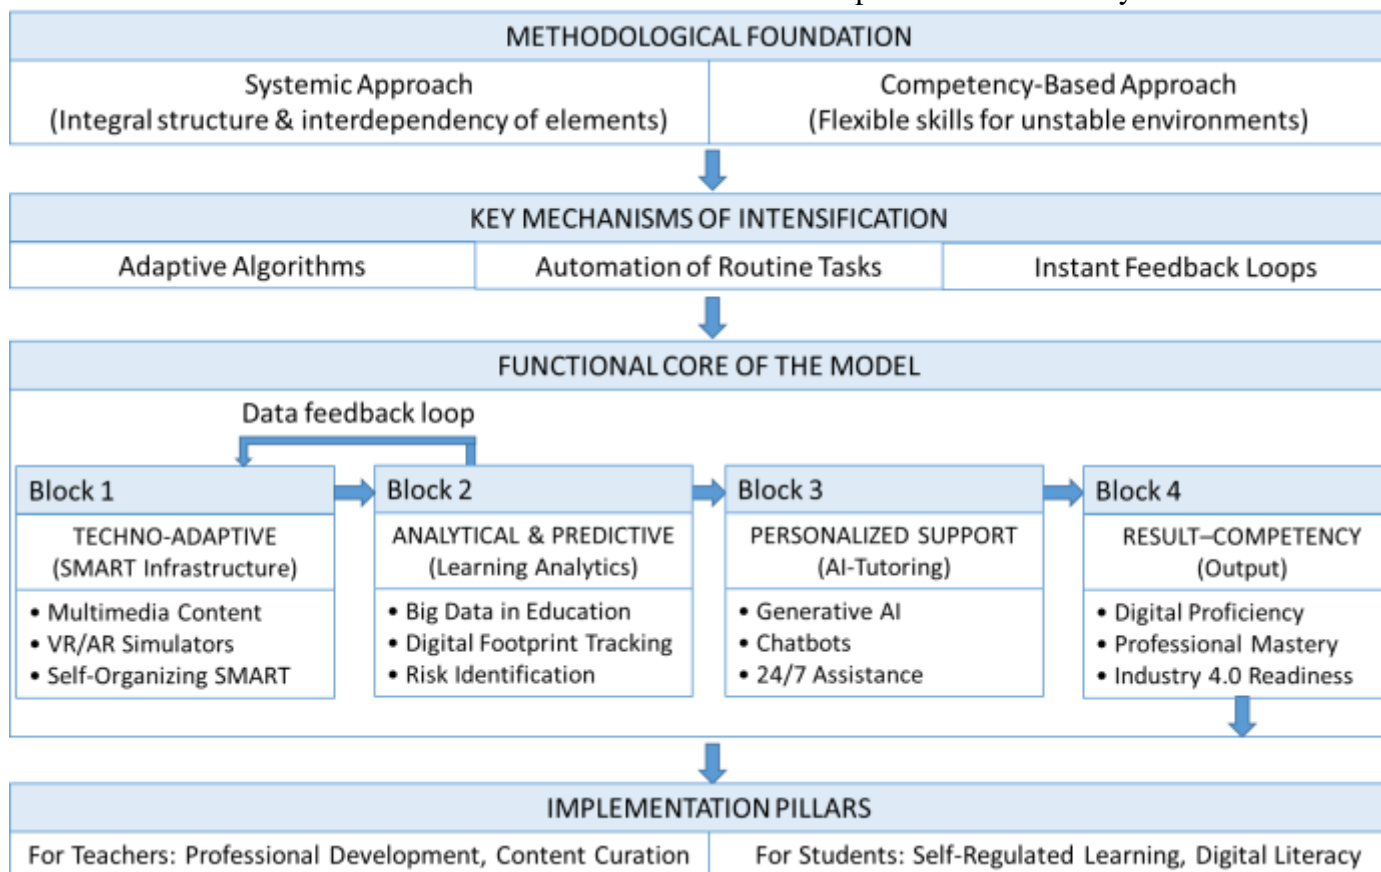 METHODOLOGICAL FOUNDATION
Systemic Approach
(Integral structure & interdependency of elements)
Competency-Based Approach
(Flexible skills for unstable environments)
KEY MECHANISMS OF INTENSIFICATION
Adaptive Algorithms
Automation of Routine Tasks
Instant Feedback Loops
FUNCTIONAL CORE OF THE MODEL
Data feedback loop
Block 1
TECHNO-ADAPTIVE
(SMART Infrastructure)
• Multimedia Content
• VR/AR Simulators
• Self-Organizing SMART
Block 2
ANALYTICAL & PREDICTIVE
(Learning Analytics)
• Big Data in Education
• Digital Footprint Tracking
• Risk Identification
Block 3
PERSONALIZED SUPPORT
(AI-Tutoring)
• Generative AI
• Chatbots
• 24/7 Assistance
Block 4
RESULT–COMPETENCY
(Output)
• Digital Proficiency
• Professional Mastery
• Industry 4.0 Readiness
IMPLEMENTATION PILLARS
For Teachers: Professional Development, Content Curation
For Students: Self-Regulated Learning, Digital Literacy